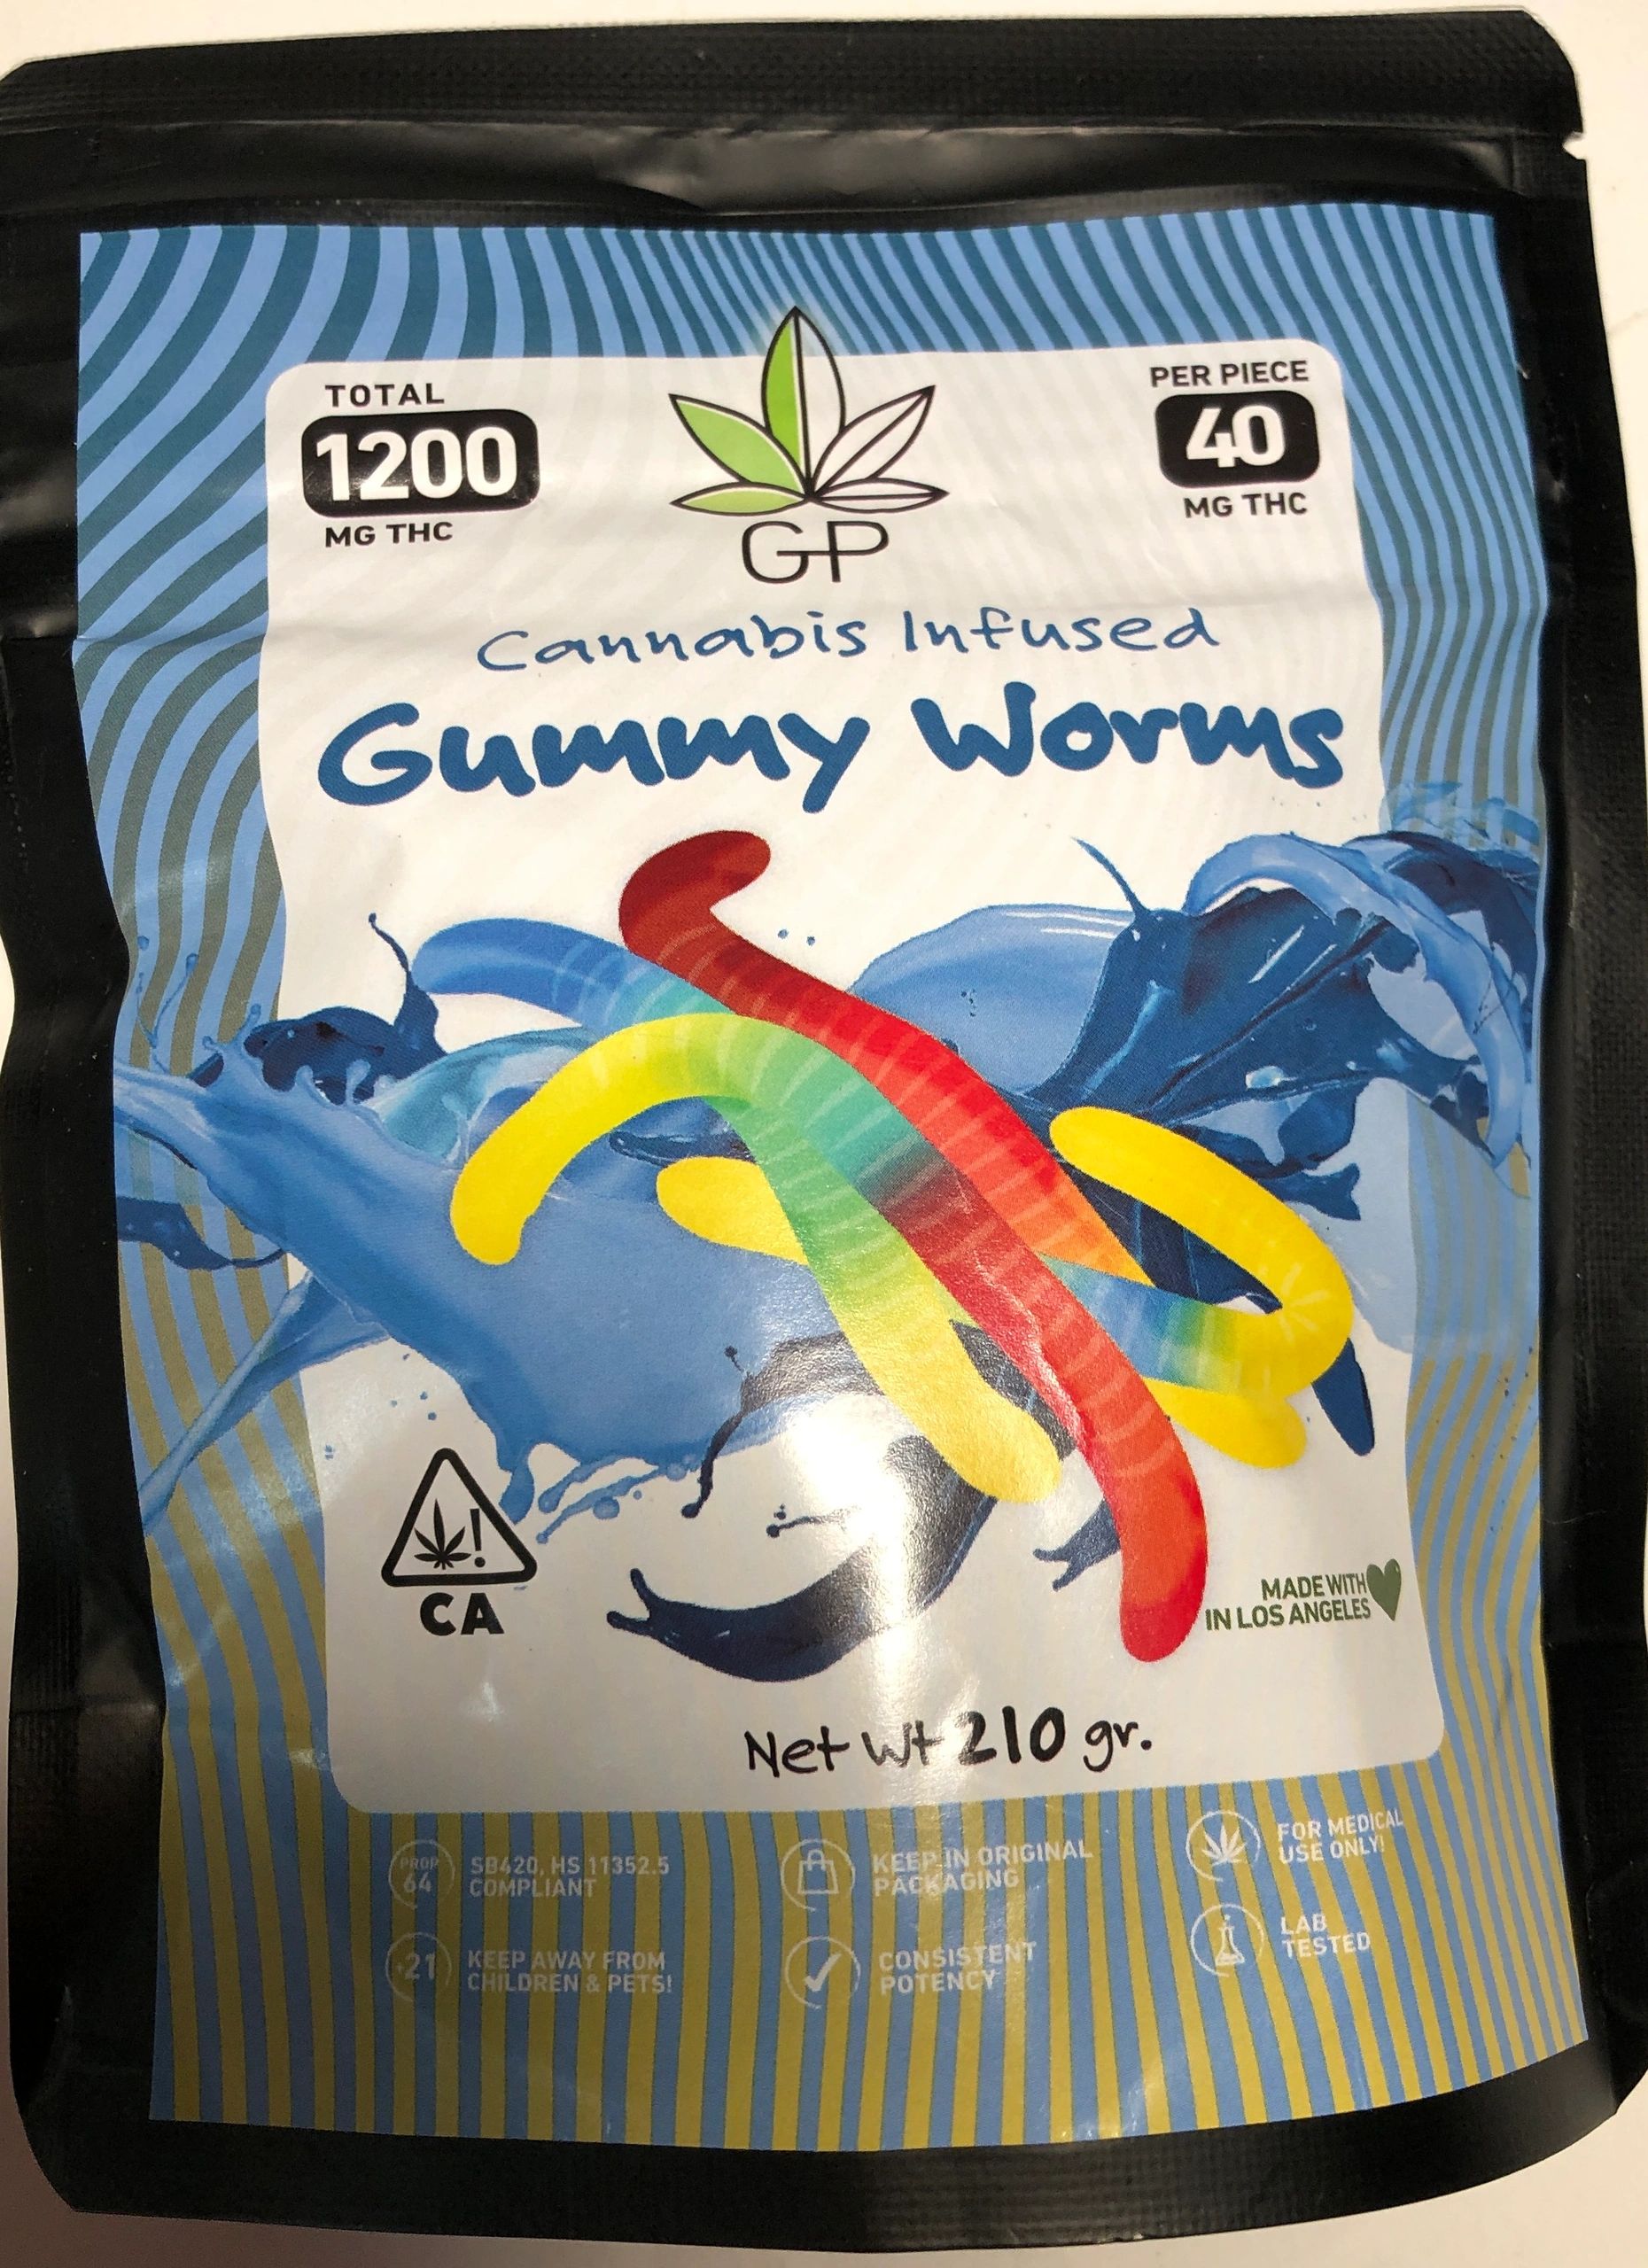 TOTAL
1200
MG THC
GP
PER PIECE
40
MG THC
Cannabis Infused
Gummy Worms
CA
MADE WITH
IN LOS ANGELES
Net Wt 210 gr.
PROP
64
SB420, HS 11352.5
COMPLIANT
KEEP IN ORIGINAL
PACKAGING
FOR MEDICAL
USE ONLY!
21
KEEP AWAY FROM
CHILDREN & PETS!
CONSISTENT
POTENCY
LAB
TESTED